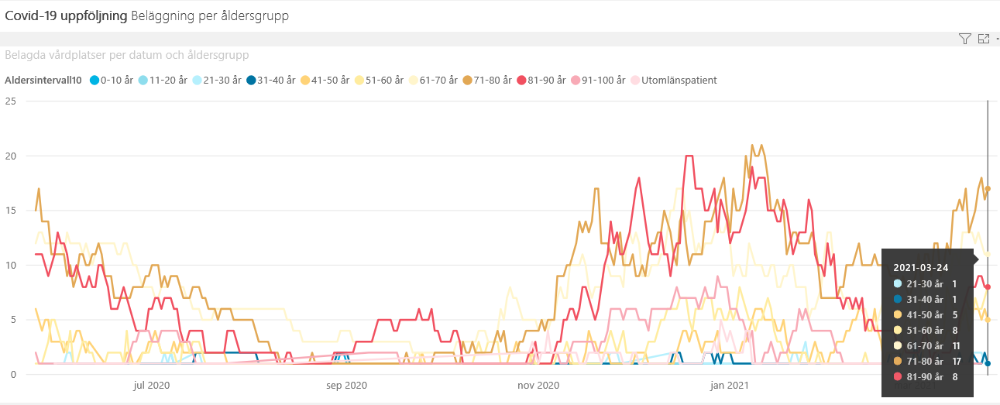 Covid-19 uppföljning Beläggning per åldersgrupp
Belagda vårdplatser per datum och åldersgrupp
Aldersintervall10 0-10 år 11-20 år 21-30 år 31-40 år 41-50 år 51-60 år 61-70 år 71-80 år 81-90 år 91-100 år Utomlänspatient
25
20
15
10
5
0
2021-03-24
21-30 år 1
31-40 år 1
41-50 år 5
51-60 år 8
61-70 år 11
71-80 år 17
81-90 år 8
jul 2020 sep 2020 nov 2020 jan 2021